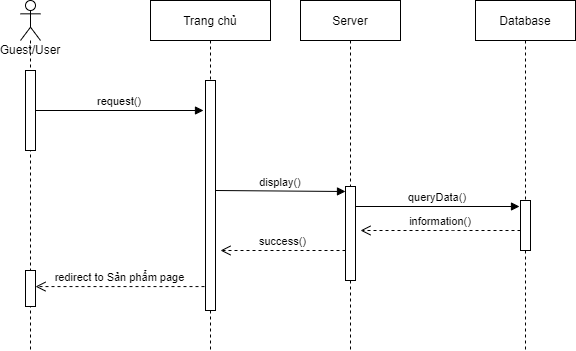 Trang chủ
Server
Database
Guest/User
request()
display()
queryData()
information()
success()
redirect to Sản phẩm page